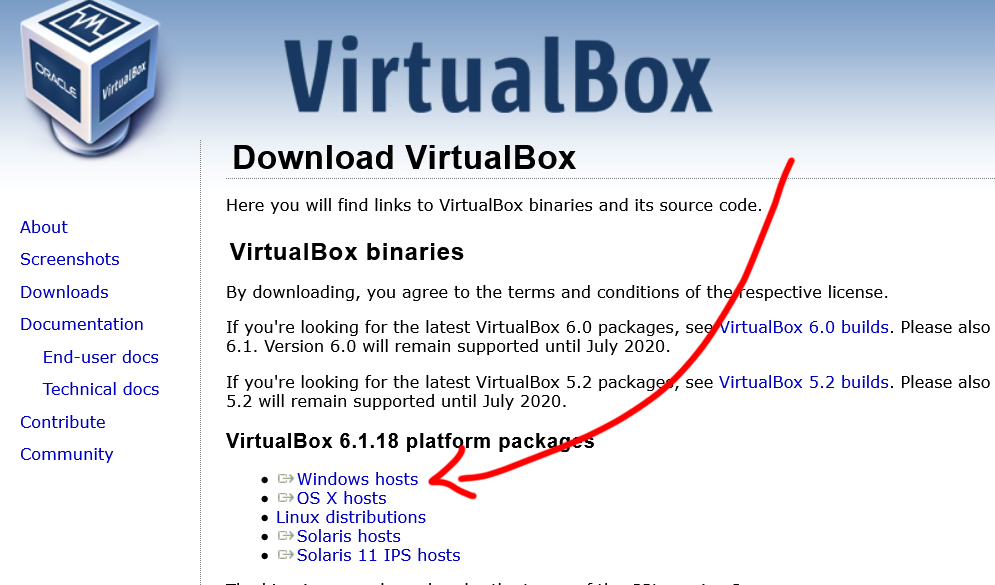 ORACLE
VirtualBox
VirtualBox
Download VirtualBox
Here you will find links to VirtualBox binaries and its source code.
About
Screenshots
Downloads
Documentation
End-user docs
Technical docs
Contribute
Community
VirtualBox binaries
By downloading, you agree to the terms and conditions of the respective license.
If you're looking for the latest VirtualBox 6.0 packages, see VirtualBox 6.0 builds. Please also
6.1. Version 6.0 will remain supported until July 2020.
If you're looking for the latest VirtualBox 5.2 packages, see VirtualBox 5.2 builds. Please also
5.2 will remain supported until July 2020.
VirtualBox 6.1.18 platform packages
Windows hosts
OS X hosts
Linux distributions
Solaris hosts
Solaris 11 IPS hosts